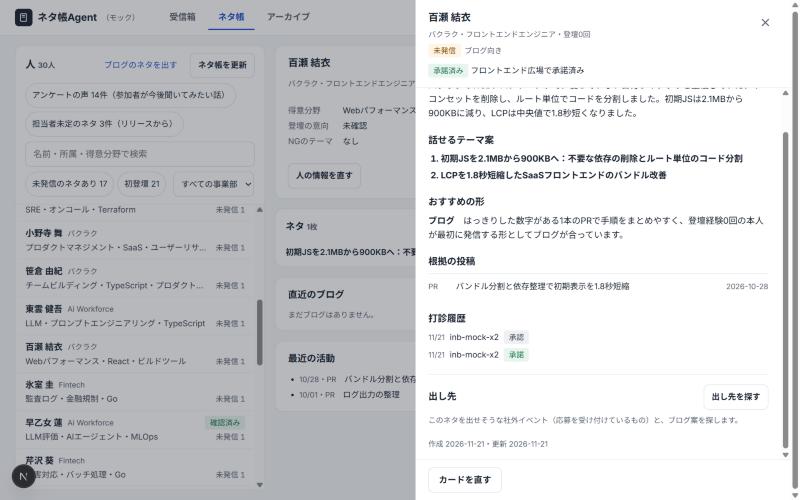 ネタ帳Agent （モック） 受信箱 ネタ帳 アーカイブ
人 30人 ブログのネタを出す ネタ帳を更新
アンケートの声 14件（参加者が今後聞いてみたい話）
担当者未定のネタ 3件（リリースから）
名前・所属・得意分野で検索
未発信のネタあり 17 初登壇 21 すべての事業部
SRE・オンコール・Terraform 未発信 1
小野寺 舞 バクラク
プロダクトマネジメント・SaaS・ユーザーリサ... 未発信 1
笹倉 由紀 バクラク
チームビルディング・TypeScript・プロダクト... 未発信 1
東雲 健吾 Ai Workforce
LLM・プロンプトエンジニアリング・TypeScript 未発信 1
百瀬 結衣 バクラク
Webパフォーマンス・React・ビルドツール 未発信 1
氷室 圭 Fintech
監査ログ・金融規制・Go 未発信 1
早乙女 蓮 Ai Workforce 確認済み
LLM評価・AIエージェント・MLOps 未発信 1
芹沢 葵 Fintech
害対応・バッチ処理・Go 未発信 1
N
百瀬 結衣
バクラク・フロントエンドエンジニア
得意分野 Webパフォーマンス
登壇の意向 未確認
NGのテーマ なし
人の情報を直す
ネタ 1枚
初期JSを2.1MBから900KBへ：不要
直近のブログ
まだブログはありません。
最近の活動
• 10/28・PR バンドル分割と依存
• 10/01・PR ログ出力の整理
百瀬 結衣
バクラク・フロントエンドエンジニア・登壇0回
未発信 ブログ向き
承諾済み フロントエンド広場で承諾済み
コンセットを削除し、ルート単位でコードを分割しました。初期JSは2.1MBから
900KBに減り、LCPは中央値で1.8秒短くなりました。
話せるテーマ案
1. 初期JSを2.1MBから900KBへ：不要な依存の削除とルート単位のコード分割
2. LCPを1.8秒短縮したSaaSフロントエンドのバンドル改善
おすすめの形
ブログ はっきりした数字がある1本のPRで手順をまとめやすく、登壇経験0回の本人
が最初に発信する形としてブログが合っています。
根拠の投稿
PR バンドル分割と依存整理で初期表示を1.8秒短縮 2026-10-28
打診履歴
11/21 inb-mock-x2 承認
11/21 inb-mock-x2 承諾
出し先 出し先を探す
このネタを出せそうな社外イベント（応募を受け付けているもの）と、ブログ案を探します。
作成 2026-11-21・更新 2026-11-21
カードを直す